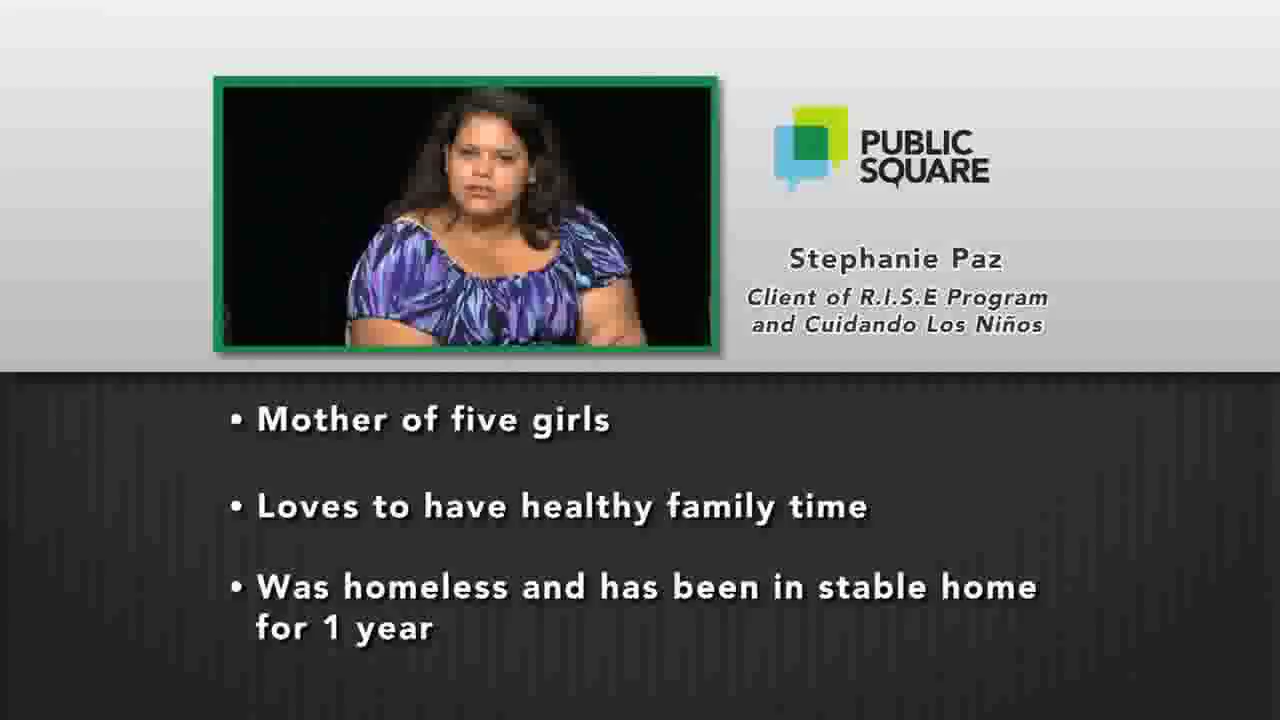 PUBLIC
SQUARE
Stephanie Paz
Client of R.I.S.E Program
and Cuidando Los Niños
• Mother of five girls
• Loves to have healthy family time
• Was homeless and has been in stable home
for 1 year